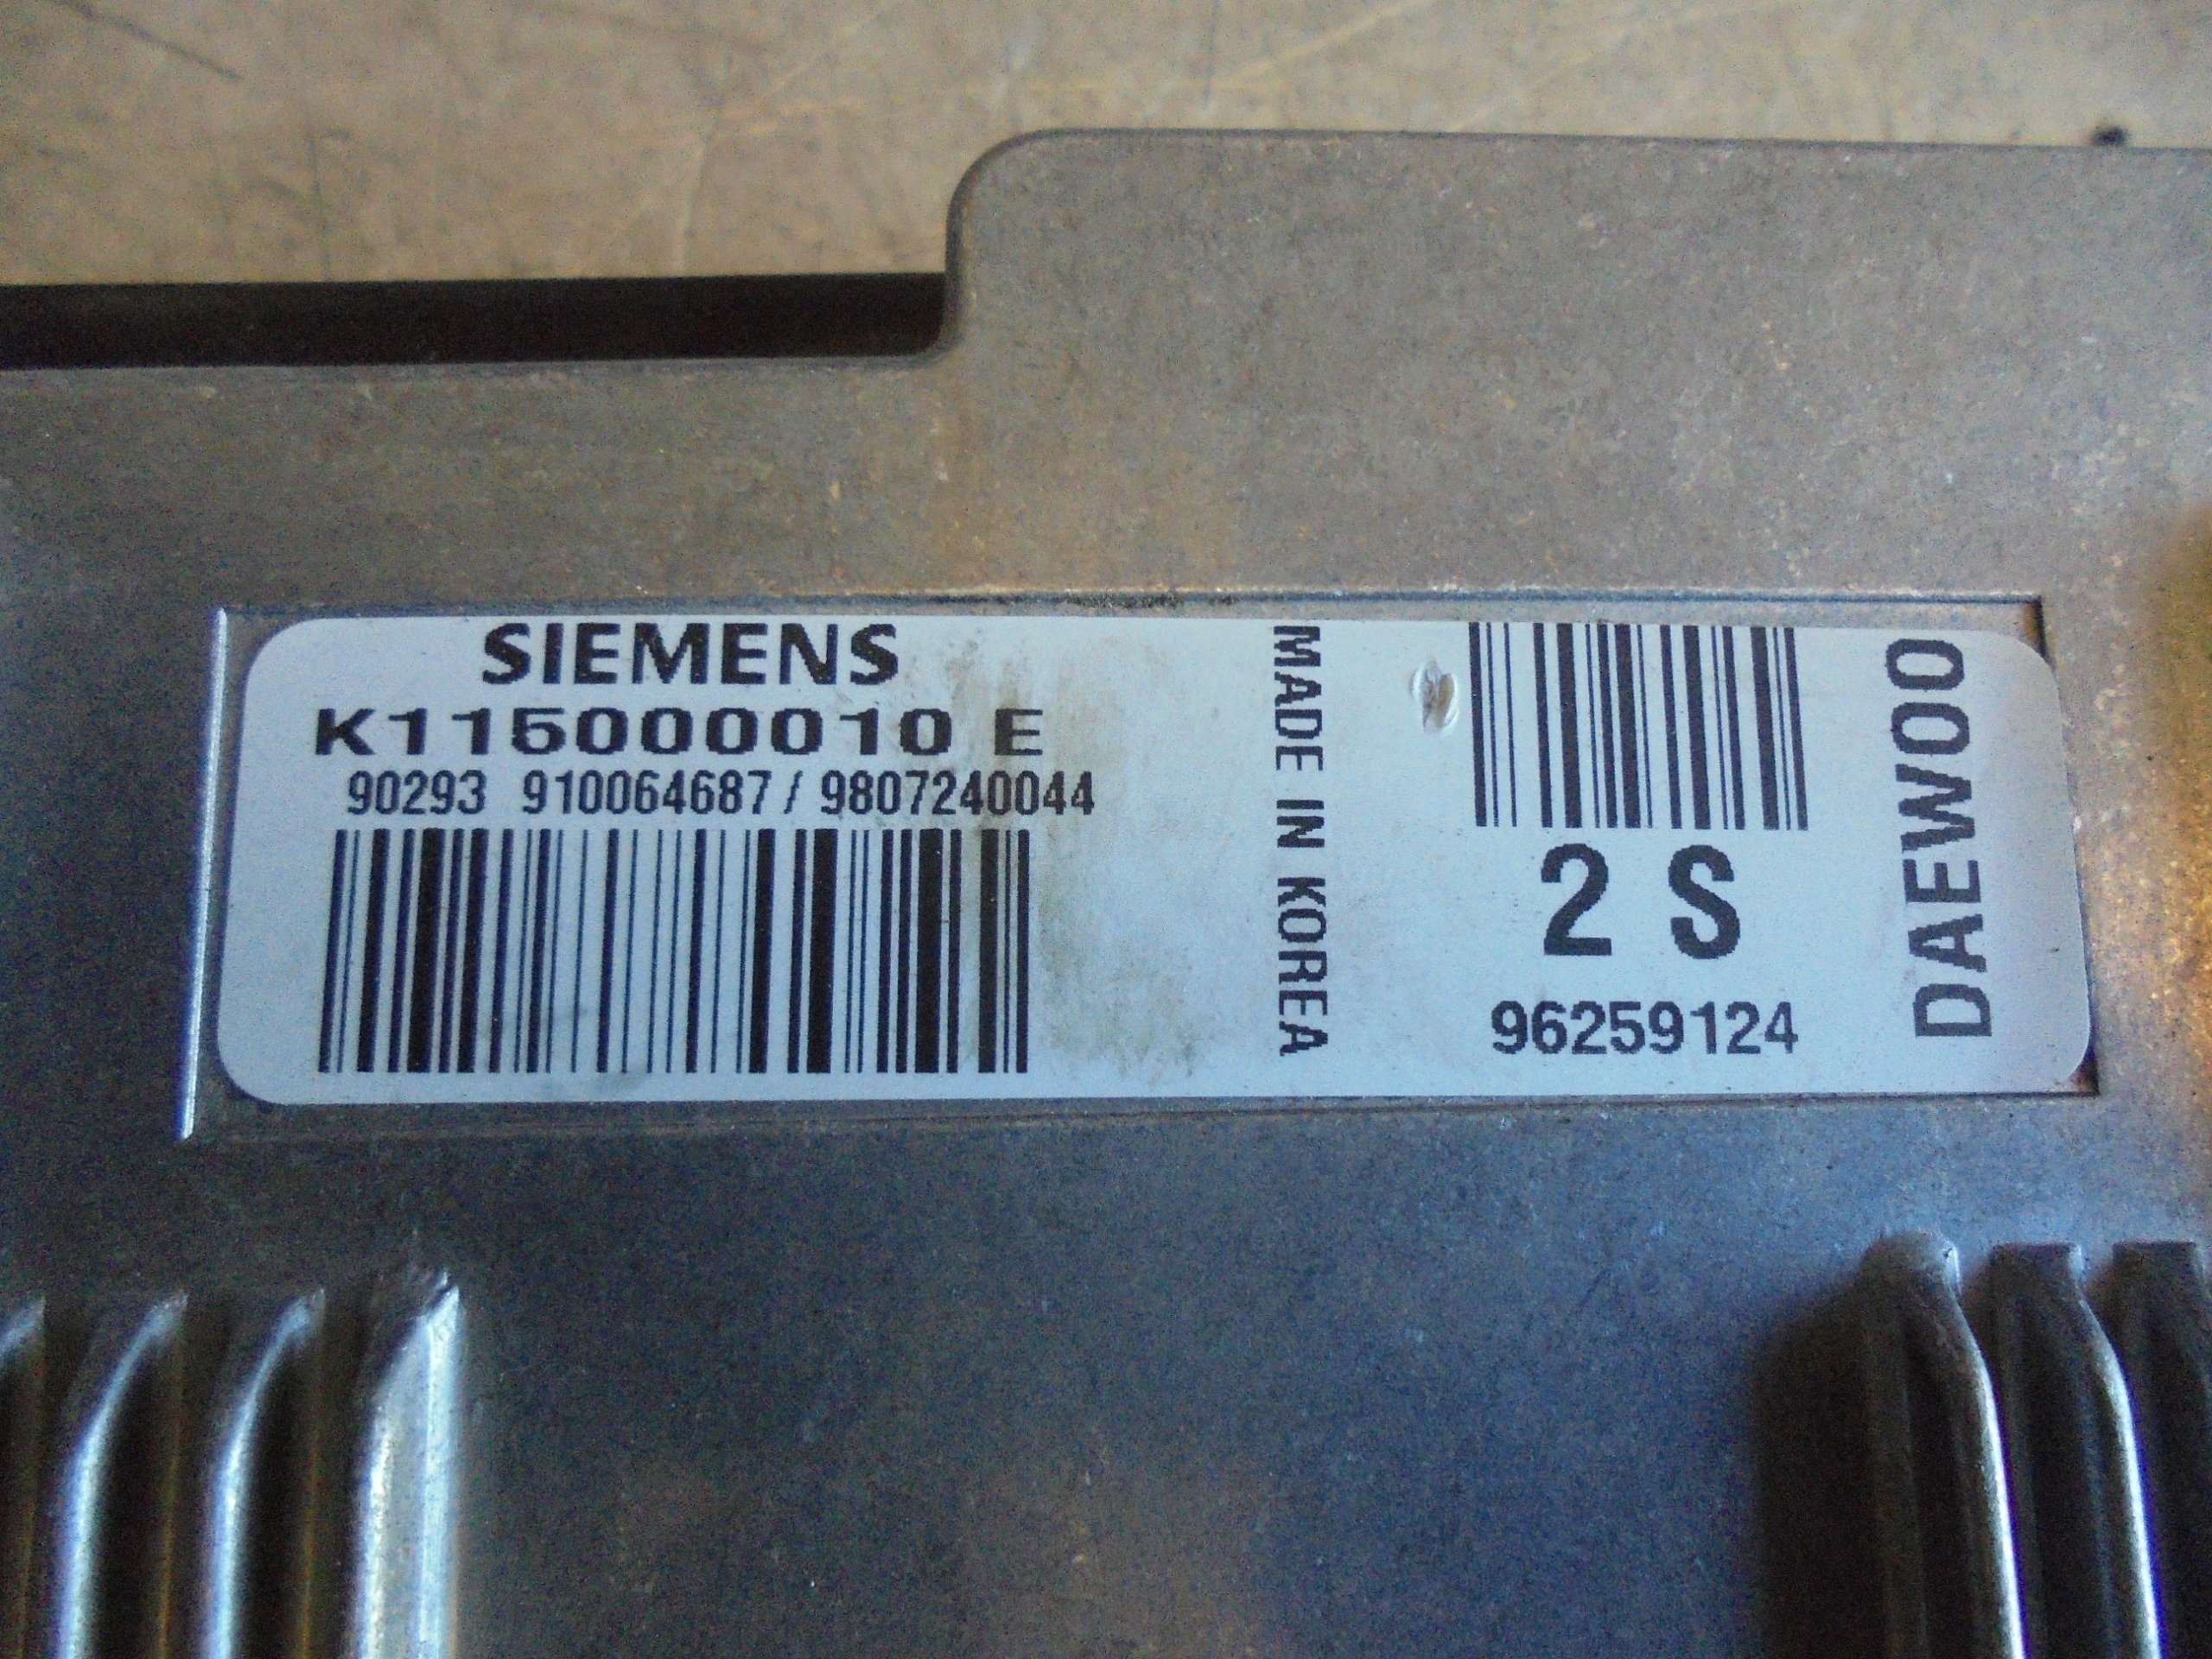 SIEMENS
K115000010 E
90293 910064687 / 9807240044
MADE IN KOREA
2 S
96259124
DAEWOO